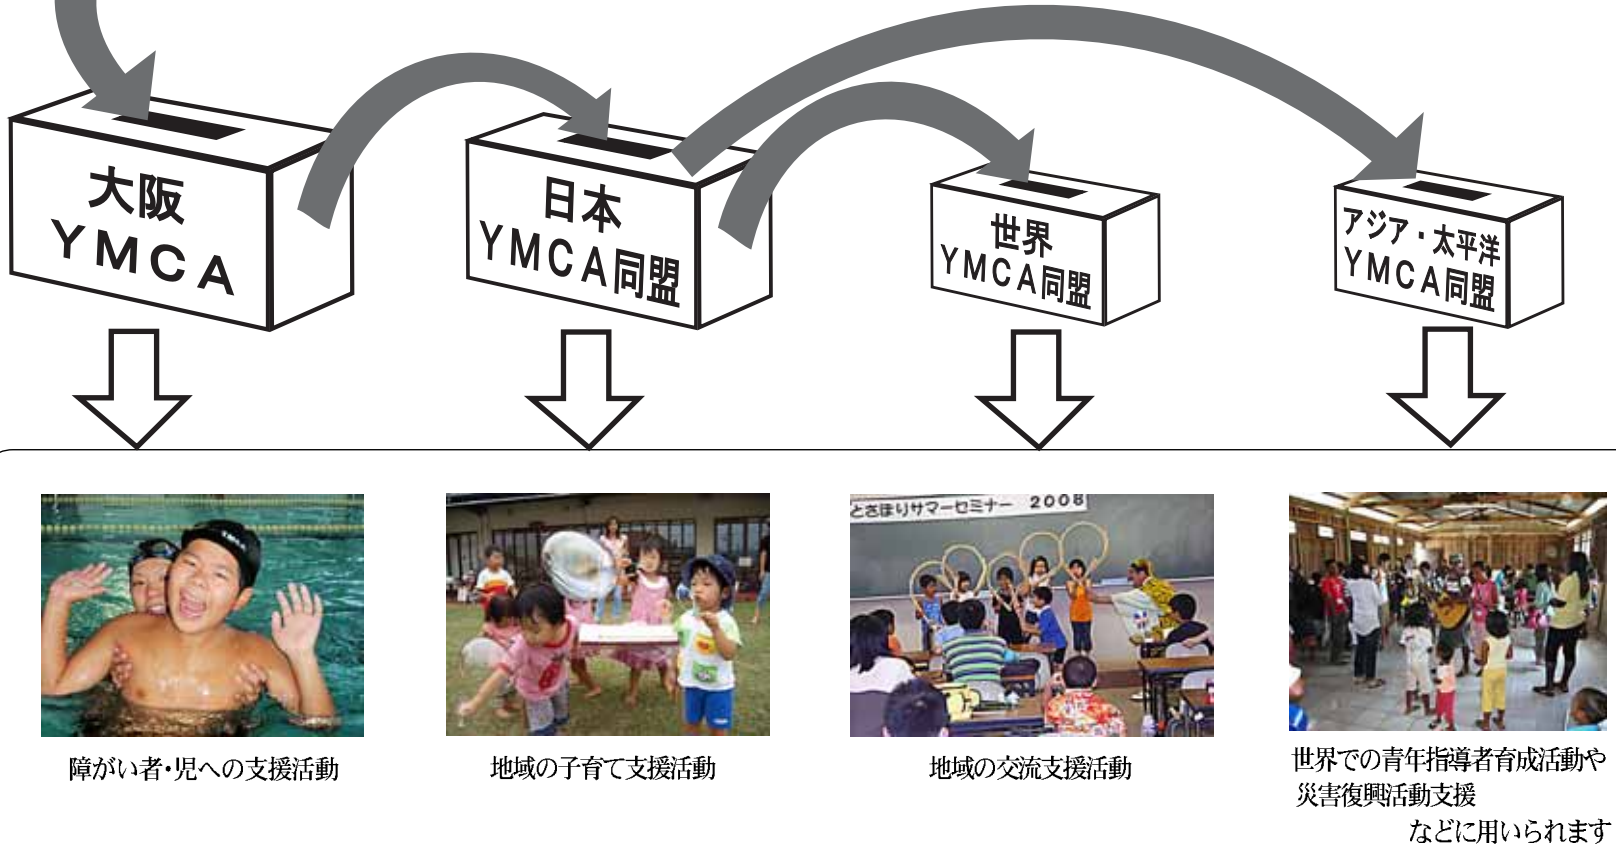 大阪
YMCA
日本
YMCA同盟
世界
YMCA同盟
アジア・太平洋
YMCA同盟
YMCA
とさほりサマーセミナー 2008
障がい者・児への支援活動
地域の子育て支援活動
地域の交流支援活動
世界での青年指導者育成活動や
災害復興活動支援
などに用いられます